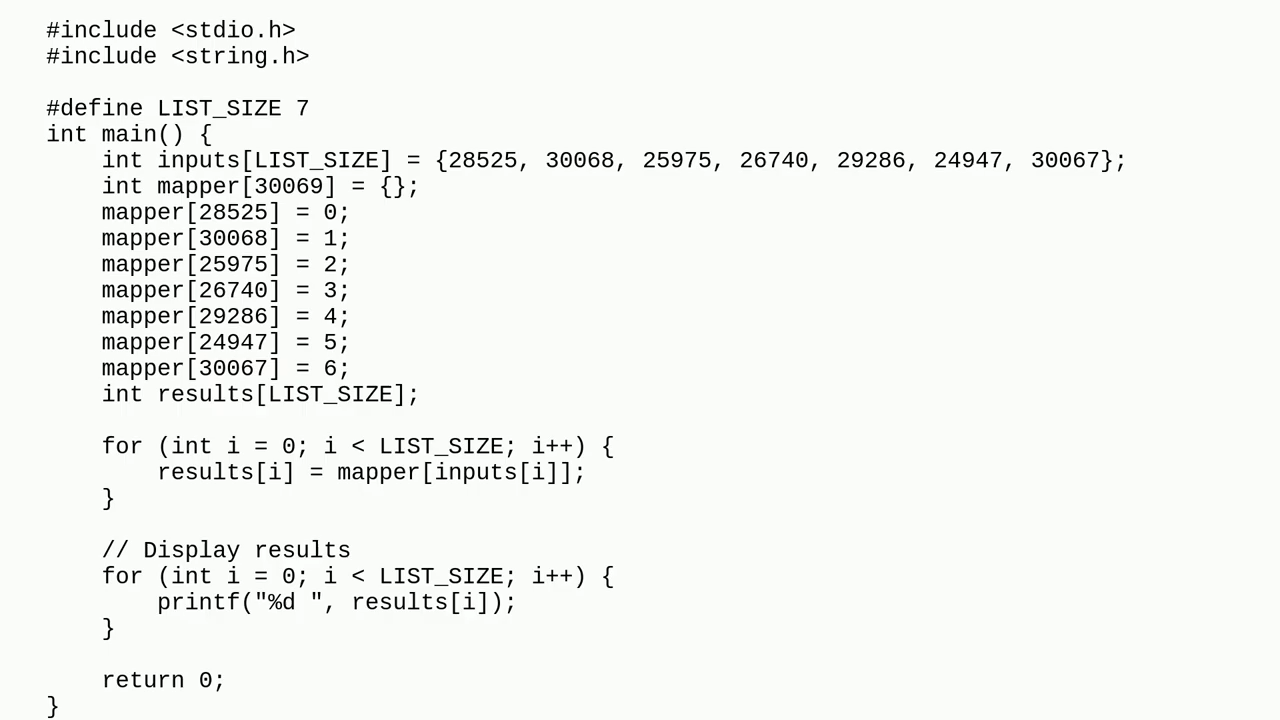 #include <stdio.h>
#include <string.h>

#define LIST_SIZE 7
int main() {
    int inputs[LIST_SIZE] = {28525, 30068, 25975, 26740, 29286, 24947, 30067};
    int mapper[30069] = {};
    mapper[28525] = 0;
    mapper[30068] = 1;
    mapper[25975] = 2;
    mapper[26740] = 3;
    mapper[29286] = 4;
    mapper[24947] = 5;
    mapper[30067] = 6;
    int results[LIST_SIZE];

    for (int i = 0; i < LIST_SIZE; i++) {
        results[i] = mapper[inputs[i]];
    }

    // Display results
    for (int i = 0; i < LIST_SIZE; i++) {
        printf("%d ", results[i]);
    }

    return 0;
}